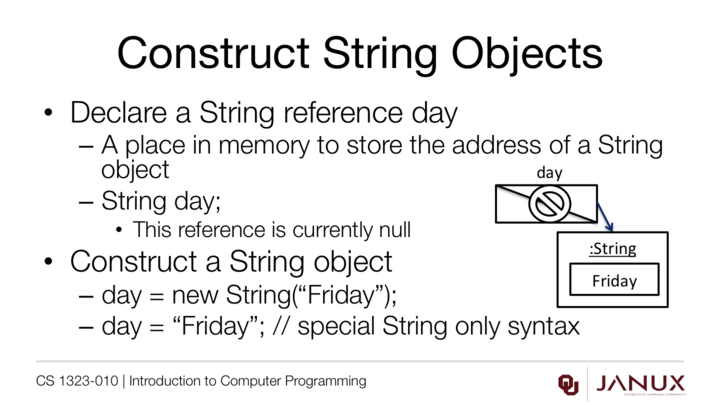 Construct String Objects
• Declare a String reference day
– A place in memory to store the address of a String
object
– String day;
• This reference is currently null
• Construct a String object
– day = new String(“Friday”);
– day = “Friday”; // special String only syntax
day
:String
Friday
CS 1323-010 | Introduction to Computer Programming
JANUX